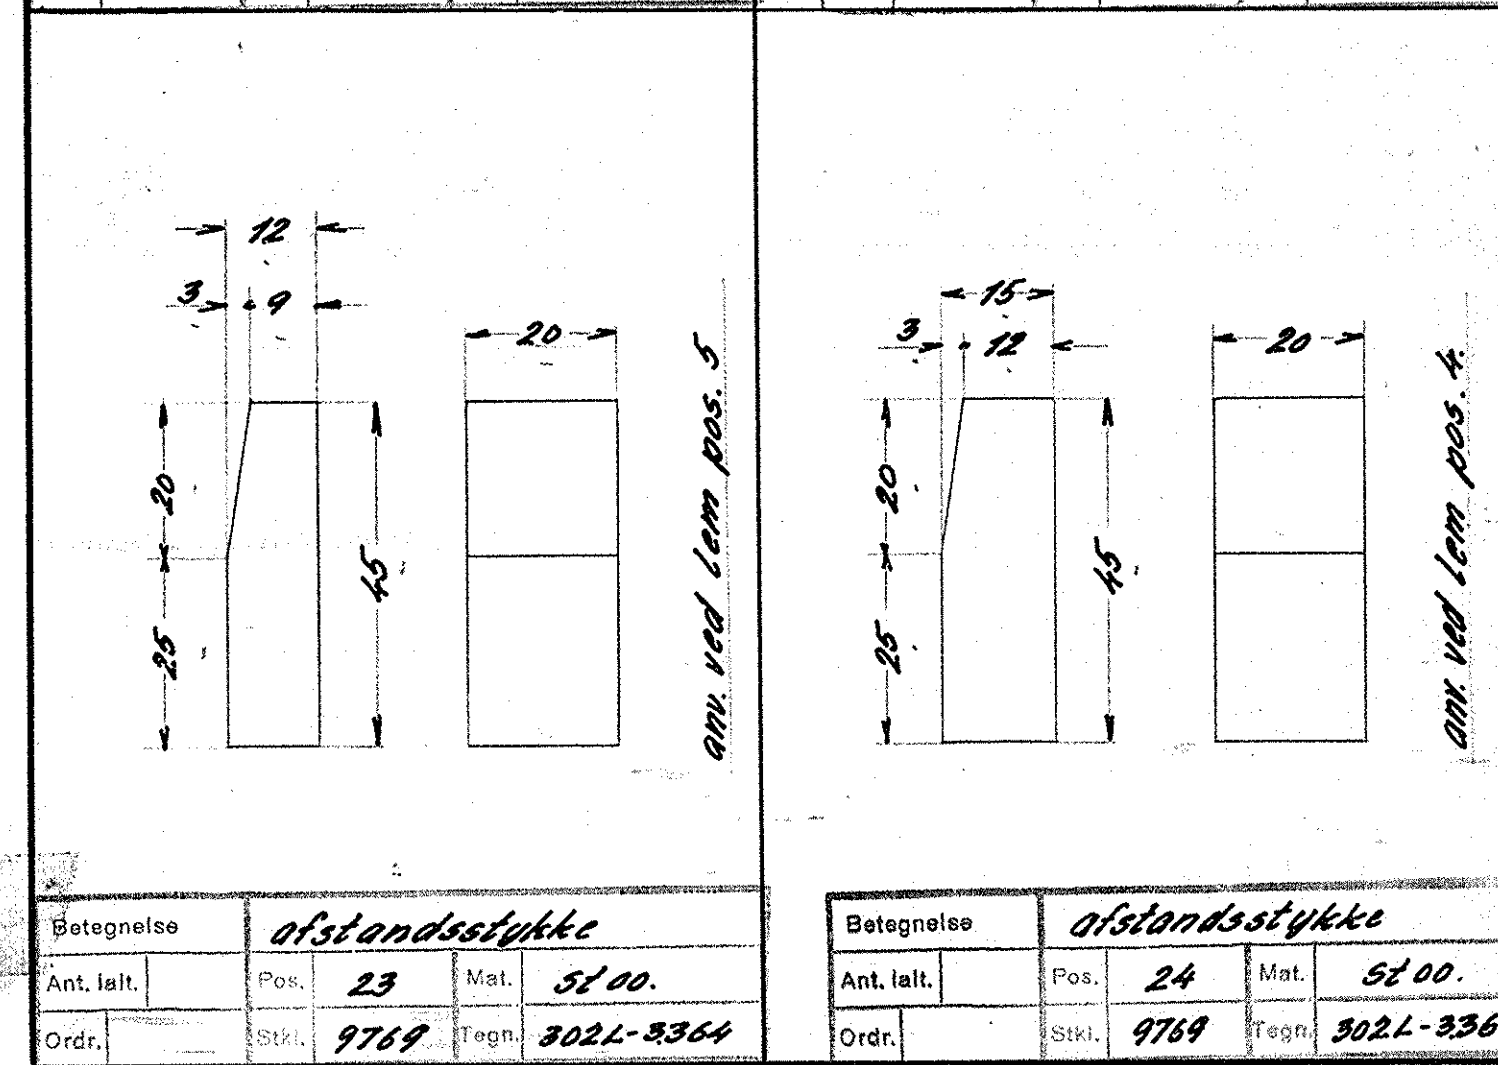 12
3 9
20
20
25
45
anv. ved lem pos. 5
Betegnelse afstandsstykke
Ant. ialt. Pos. 23 Mat. St 00.
Ordr. Stkl. 9769 Tegn. 302L-3364
15
3 12
20
20
25
45
anv. ved lem pos. 4.
Betegnelse afstandsstykke
Ant. ialt. Pos. 24 Mat. St 00.
Ordr. Stkl. 9769 Tegn. 302L-336